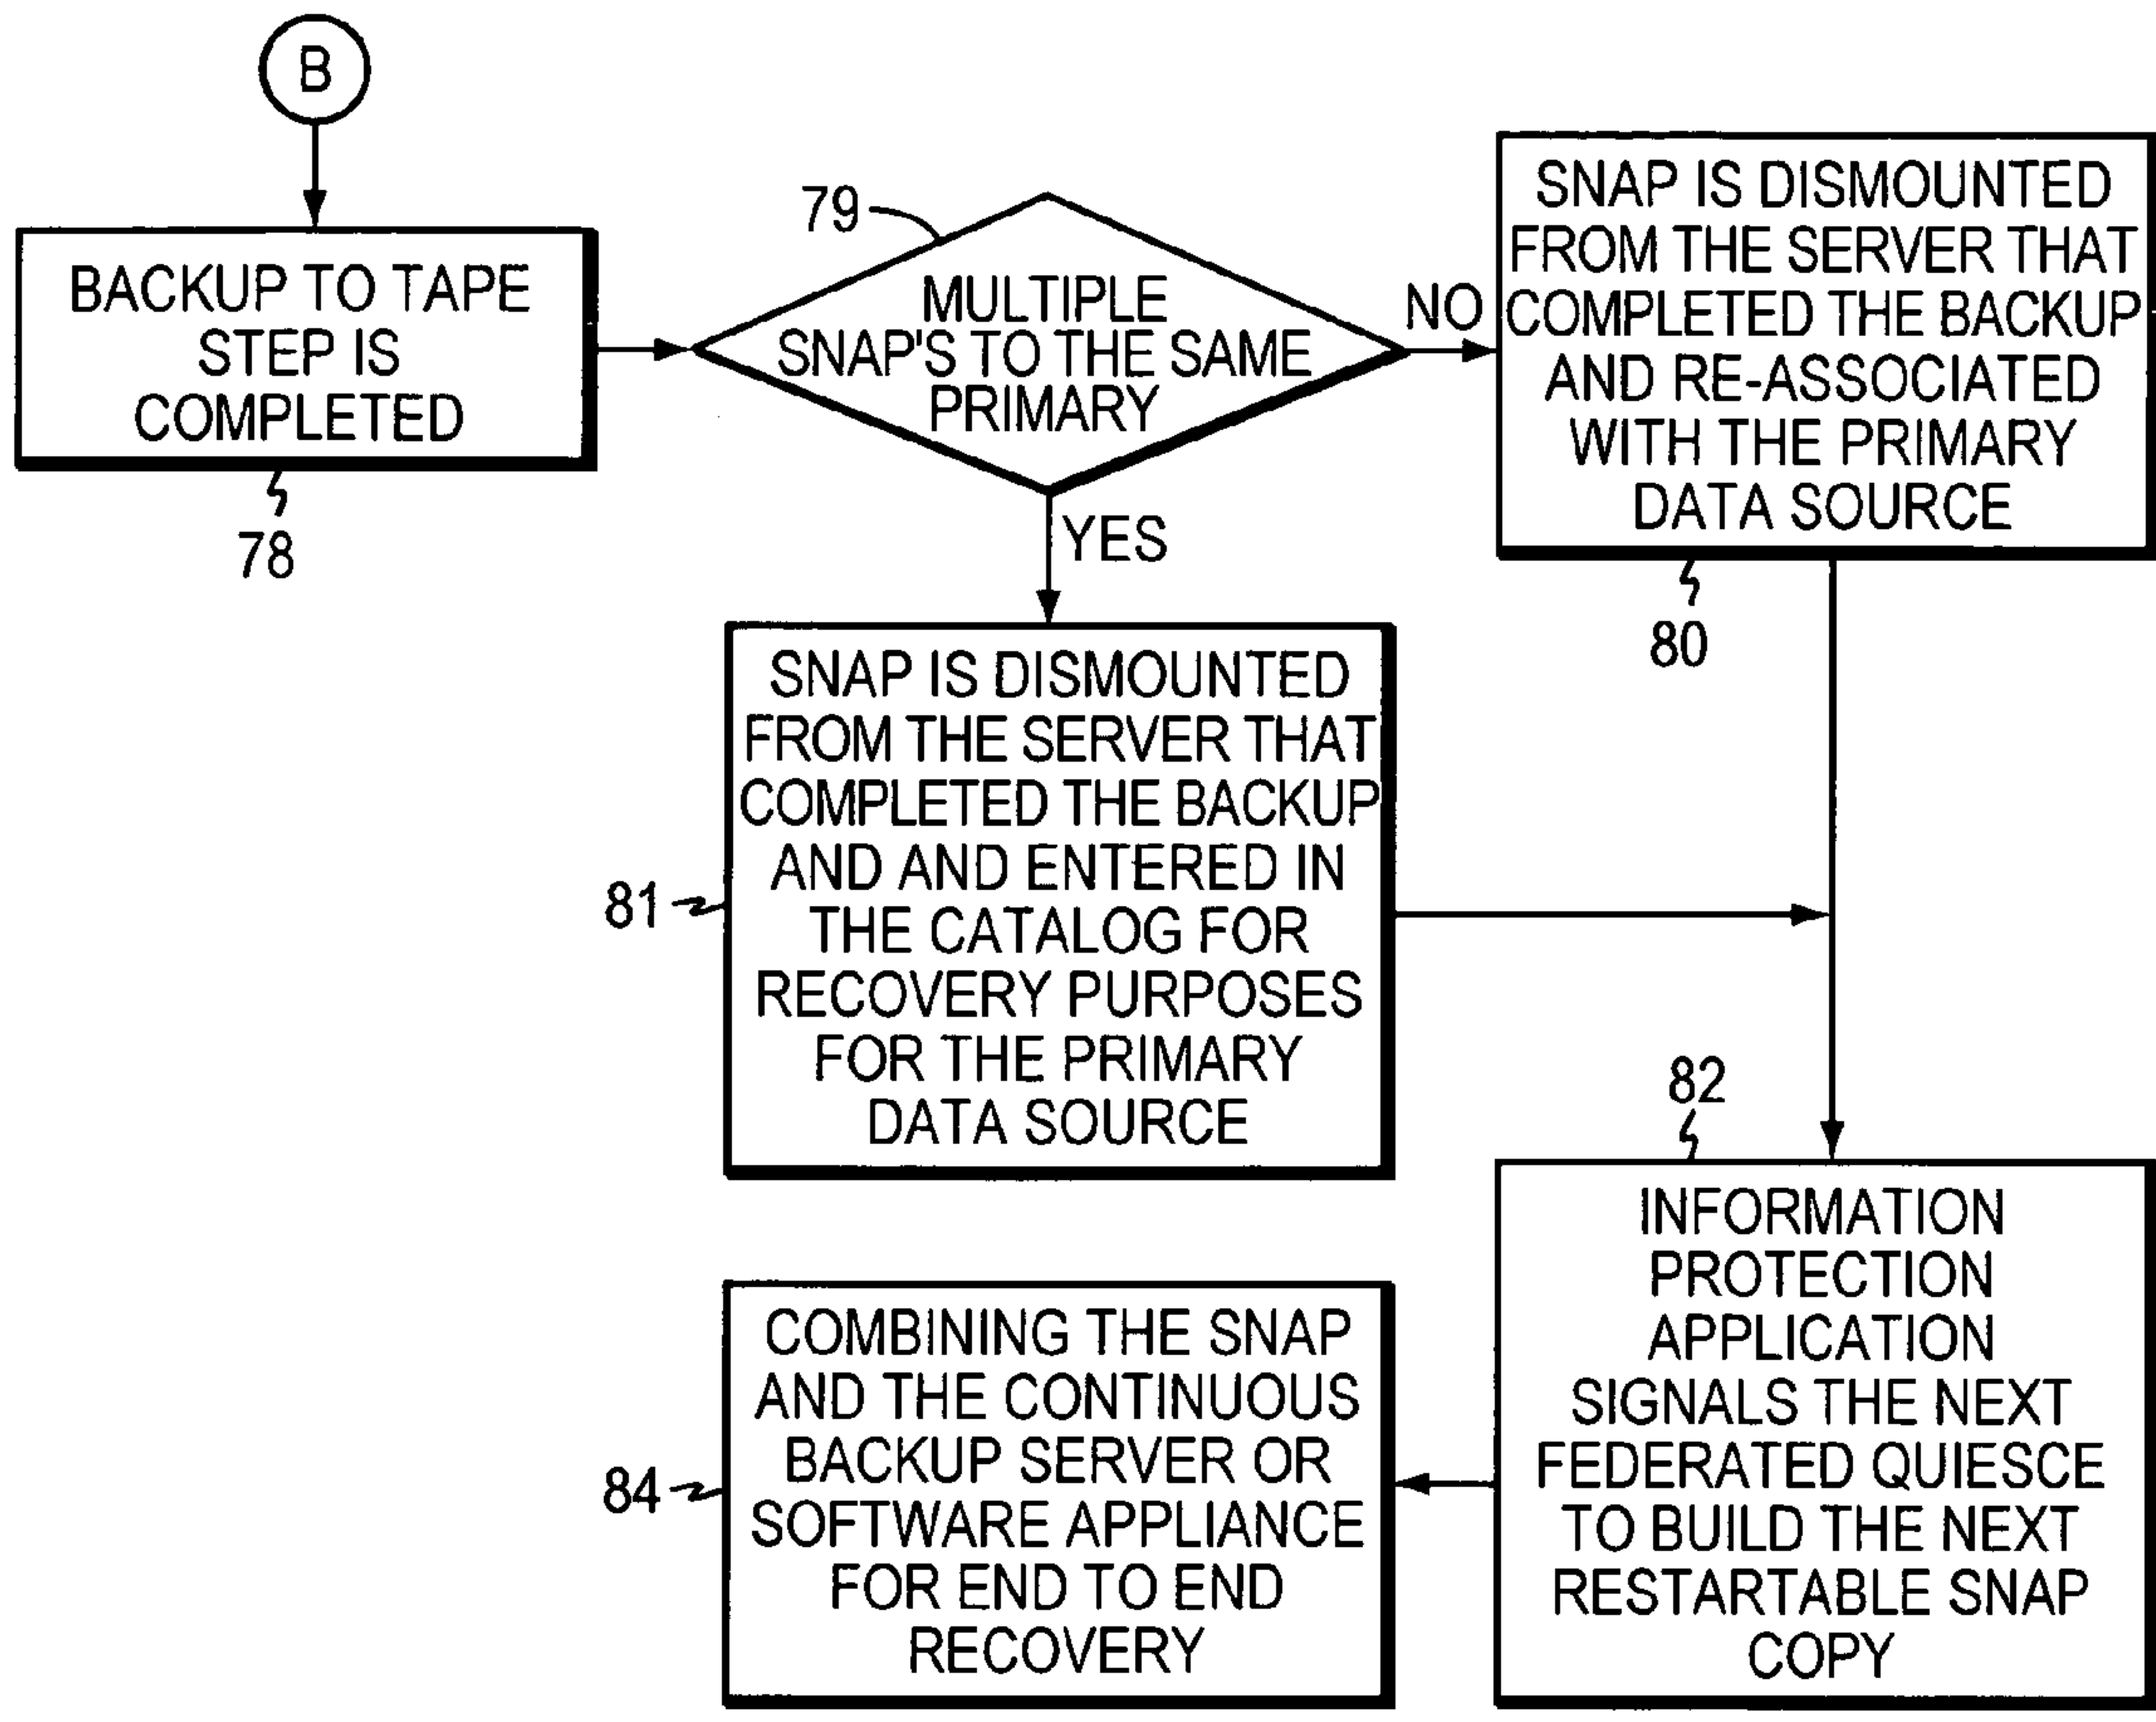 B
BACKUP TO TAPE
STEP IS
COMPLETED
78
79
MULTIPLE
SNAP'S TO THE SAME
PRIMARY
NO
YES
SNAP IS DISMOUNTED
FROM THE SERVER THAT
COMPLETED THE BACKUP
AND RE-ASSOCIATED
WITH THE PRIMARY
DATA SOURCE
80
SNAP IS DISMOUNTED
FROM THE SERVER THAT
COMPLETED THE BACKUP
AND AND ENTERED IN
THE CATALOG FOR
RECOVERY PURPOSES
FOR THE PRIMARY
DATA SOURCE
81
82
INFORMATION
PROTECTION
APPLICATION
SIGNALS THE NEXT
FEDERATED QUIESCE
TO BUILD THE NEXT
RESTARTABLE SNAP
COPY
COMBINING THE SNAP
AND THE CONTINUOUS
BACKUP SERVER OR
SOFTWARE APPLIANCE
FOR END TO END
RECOVERY
84